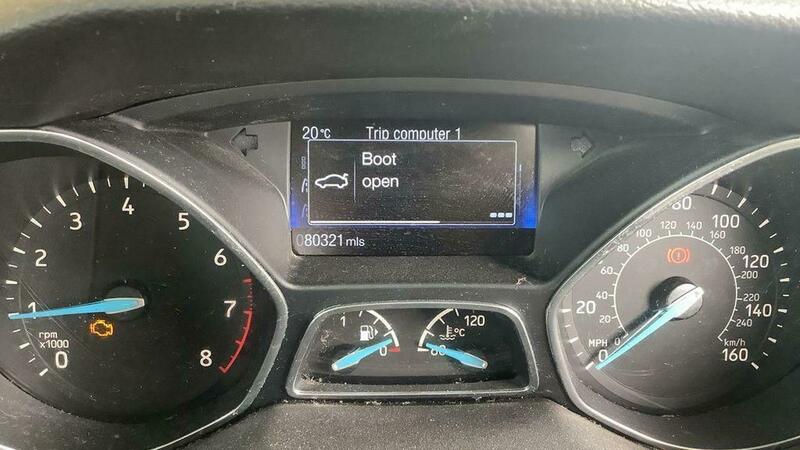 20°C Trip computer 1
Boot
open
080321 mls
0 1 2 3 4 5 6 7 8
rpm
x1000
1 0
60 120
°C
0 20 80 100 120 140 160
MPH
0 20 40 60 80 100 120 140 160 180 200 220 240
km/h